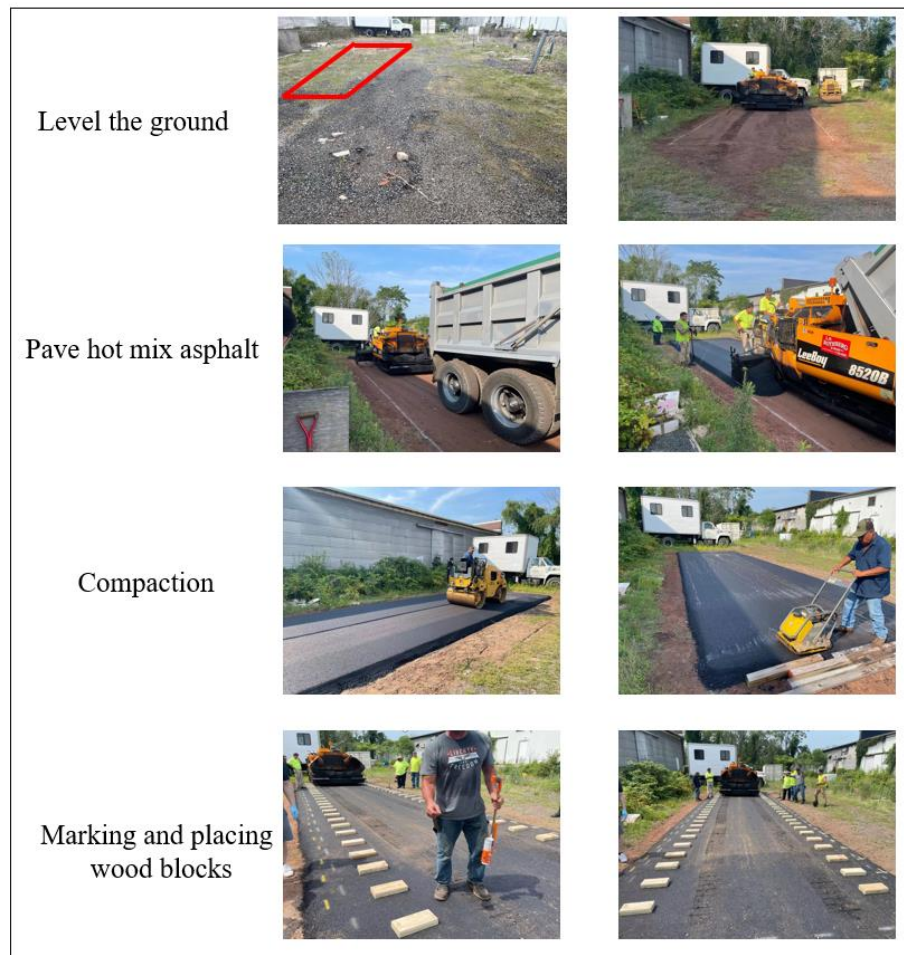 Level the ground
Pave hot mix asphalt
LeeBoy
8520B
Compaction
Marking and placing
wood blocks